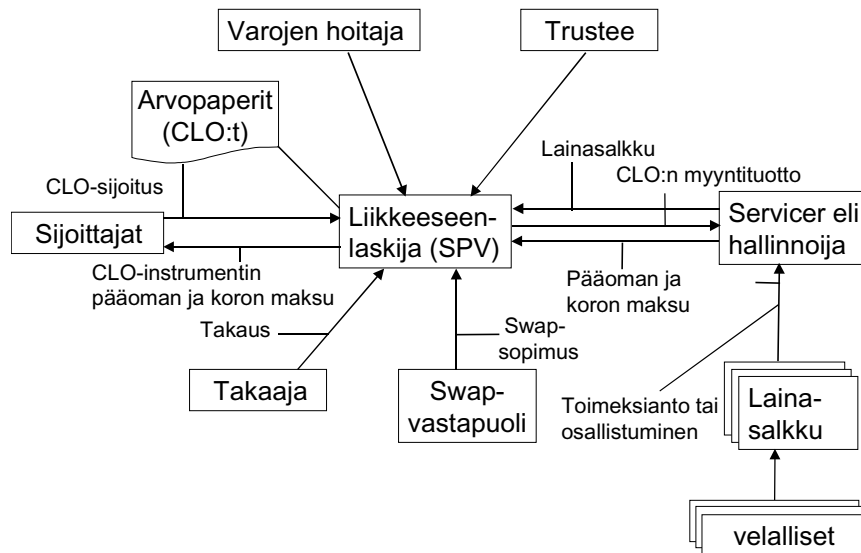 Varojen hoitaja
Trustee
Arvopaperit
(CLO:t)
Lainasalkku
CLO:n myyntituotto
CLO-sijoitus
Sijoittajat
Liikkeeseen-
laskija (SPV)
Servicer eli
hallinnoija
CLO-instrumentin
pääoman ja koron maksu
Pääoman ja
koron maksu
Takaus
Swap-
sopimus
Takaaja
Swap-
vastapuoli
Toimeksianto tai
osallistuminen
Laina-
salkku
velalliset